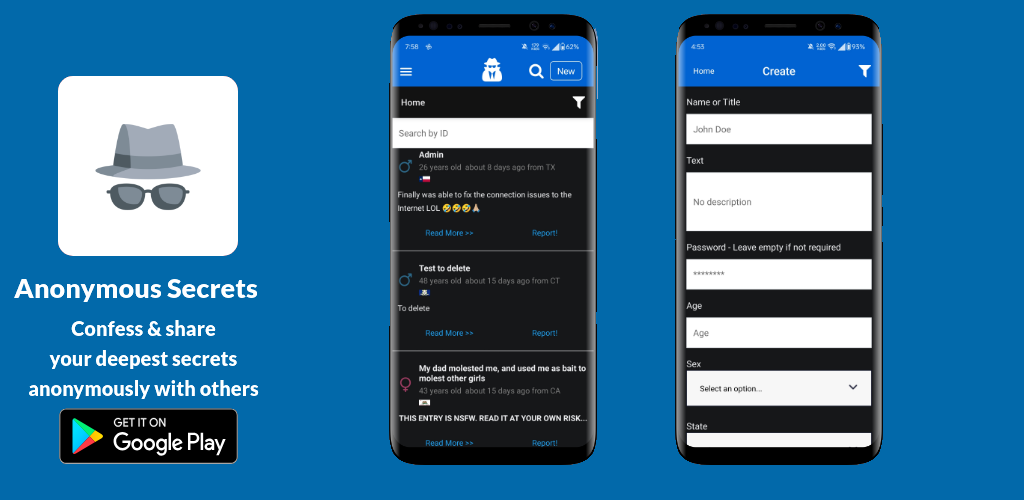 Anonymous Secrets
Confess & share
your deepest secrets
anonymously with others
GET IT ON
Google Play
7:58
62%
New
Home
Search by ID
Admin
26 years old about 8 days ago from TX
Finally was able to fix the connection issues to the
Internet LOL 🤣🤣🤣🙏🏼
Read More >> Report!
Test to delete
48 years old about 15 days ago from CT
To delete
Read More >> Report!
My dad molested me, and used me as bait to
molest other girls
43 years old about 15 days ago from CA
THIS ENTRY IS NSFW. READ IT AT YOUR OWN RISK...
Read More >> Report!
4:53
93%
Home Create
Name or Title
John Doe
Text
No description
Password - Leave empty if not required
********
Age
Age
Sex
Select an option...
State